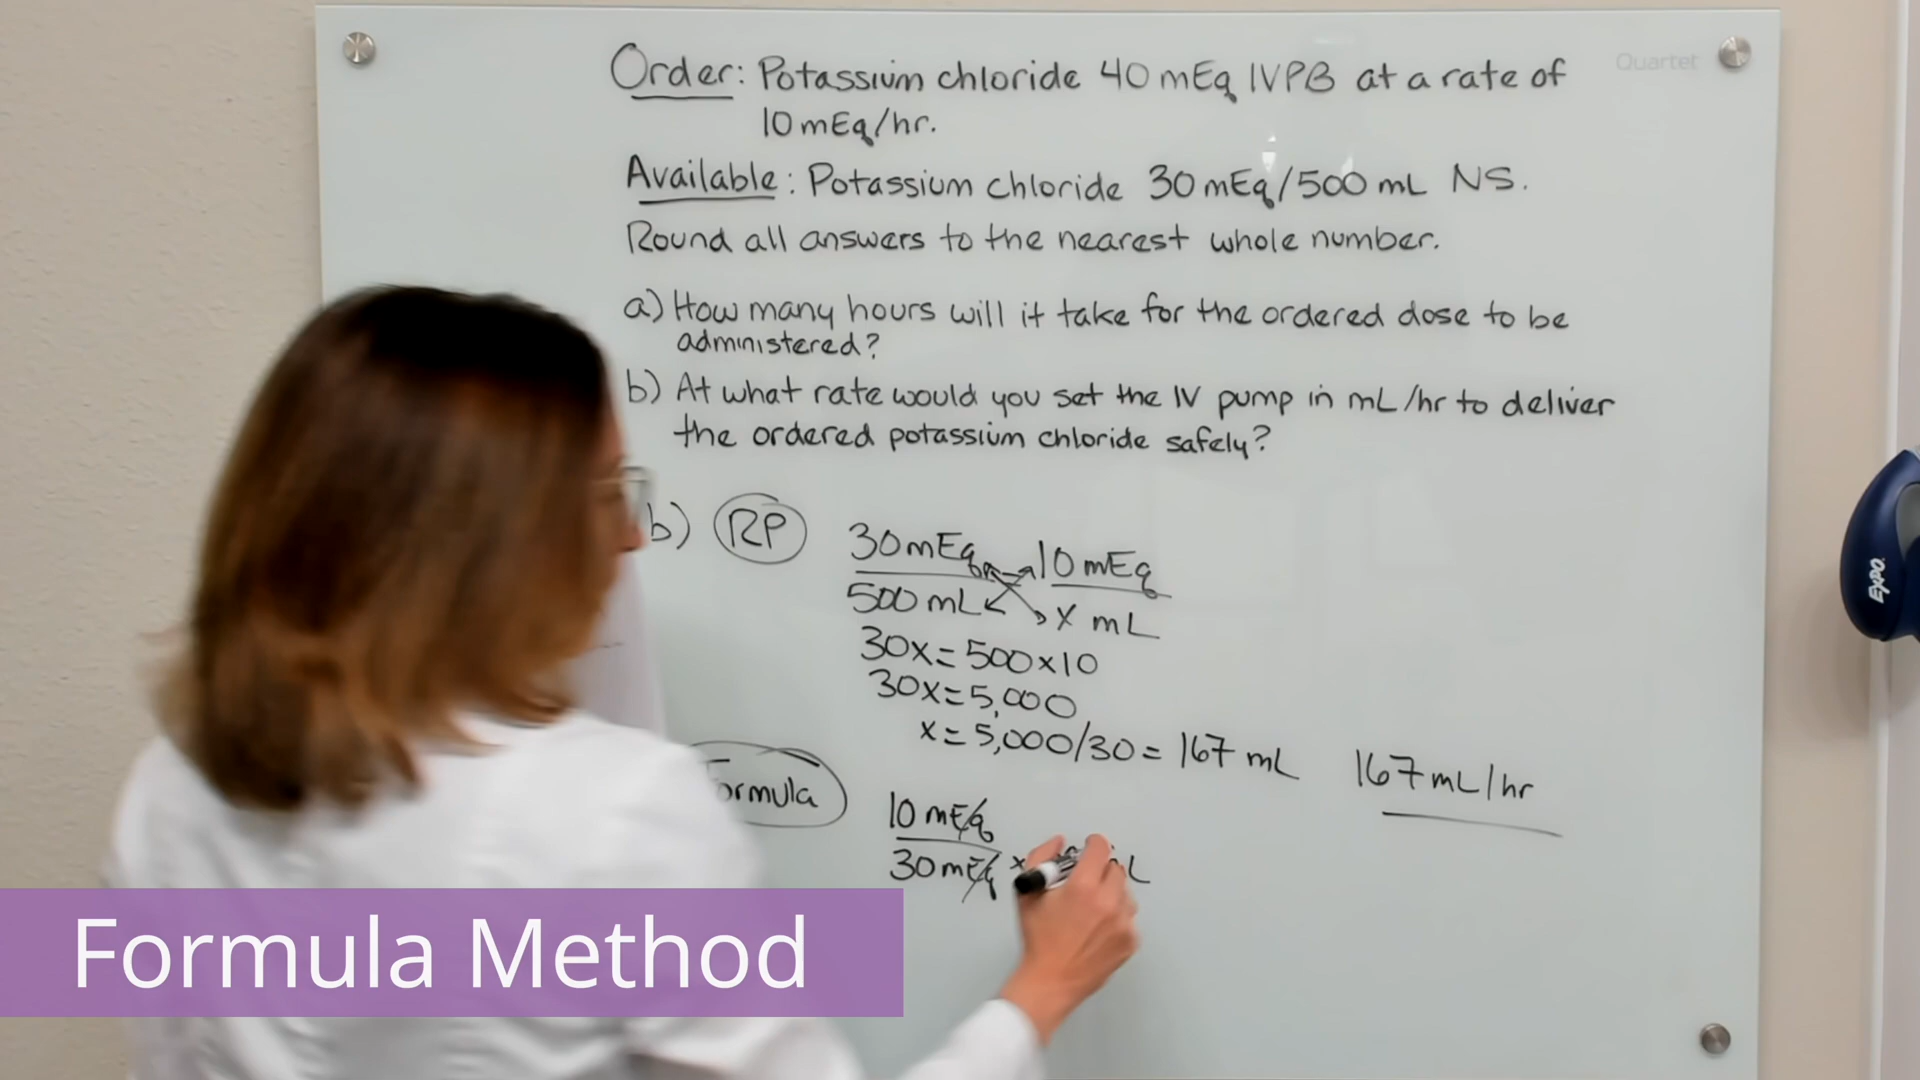 Quartet
Order: Potassium chloride 40 mEq IVPB at a rate of
10 mEq/hr.
Available: Potassium chloride 30 mEq/500 mL NS.
Round all answers to the nearest whole number.
a) How many hours will it take for the ordered dose to be
administered?
b) At what rate would you set the IV pump in mL/hr to deliver
the ordered potassium chloride safely?
b) RP
30 mEq 10 mEq
500 mL x mL
30x = 500 x 10
30x = 5,000
x = 5,000/30 = 167 mL
167 mL/hr
10 mEq
30 mEq x
EXPO
Formula Method